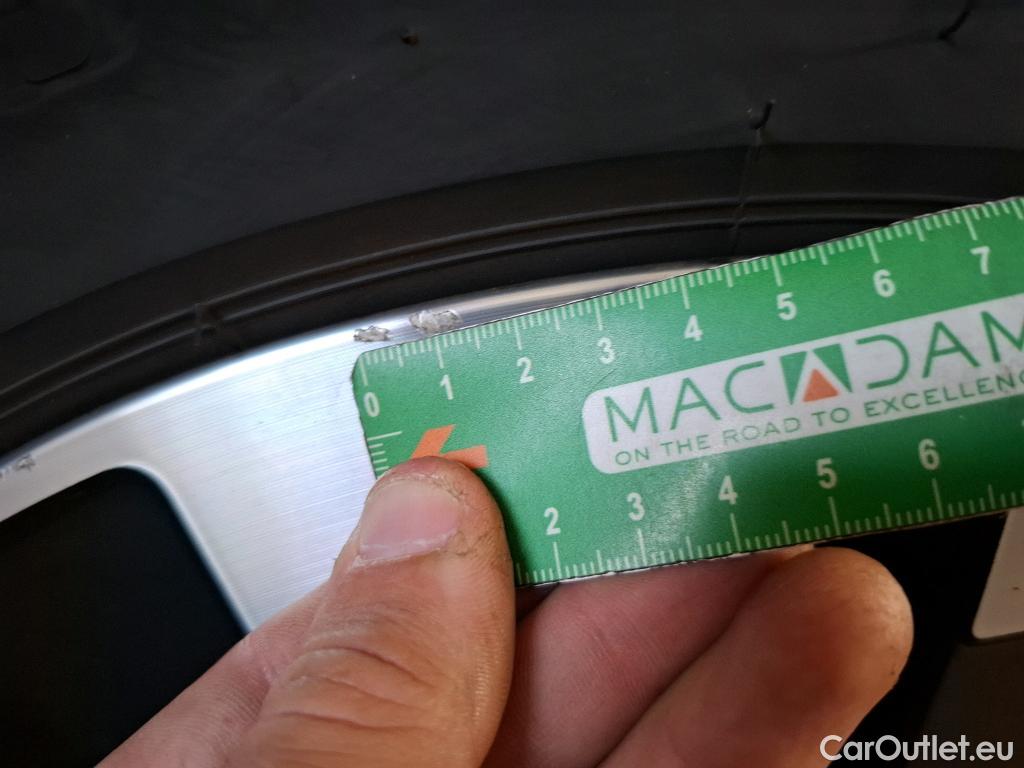 0 1 2 3 4 5 6 7
MACADAM
ON THE ROAD TO EXCELLENC
2 3 4 5 6
CarOutlet.eu